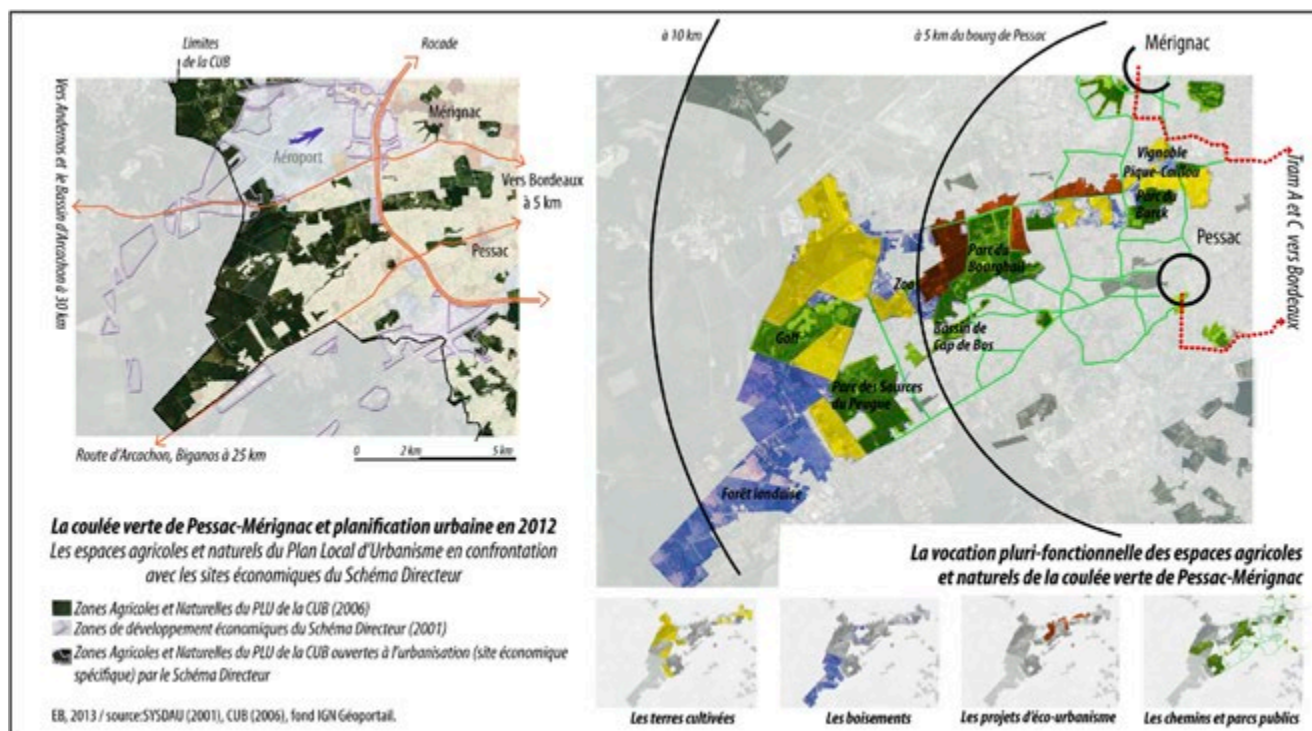 Limites
de la CUB
Rocade
Mérignac
Aéroport
Vers Bordeaux
à 5 km
Pessac
Vers Andernos et le Bassin d'Arcachon à 30 km
Route d'Arcachon, Biganos à 25 km
0 2 km 5 km
La coulée verte de Pessac-Mérignac et planification urbaine en 2012
Les espaces agricoles et naturels du Plan Local d'Urbanisme en confrontation
avec les sites économiques du Schéma Directeur
Zones Agricoles et Naturelles du PLU de la CUB (2006)
Zones de développement économiques du Schéma Directeur (2001)
Zones Agricoles et Naturelles du PLU de la CUB ouvertes à l'urbanisation (site économique
spécifique) par le Schéma Directeur
EB, 2013 / source:SYSDAU (2001), CUB (2006), fond IGN Géoportail.
à 10 km
à 5 km du bourg de Pessac
Mérignac
Vignoble
Pique-Caillou
Parc du
Burck
Pessac
Tram A et C vers Bordeaux
Parc du
Bourghail
Zoo
Bassin de
Cap de Bos
Golf
Parc des Sources
du Peugue
Forêt landaise
La vocation pluri-fonctionnelle des espaces agricoles
et naturels de la coulée verte de Pessac-Mérignac
Les terres cultivées
Les boisements
Les projets d'éco-urbanisme
Les chemins et parcs publics